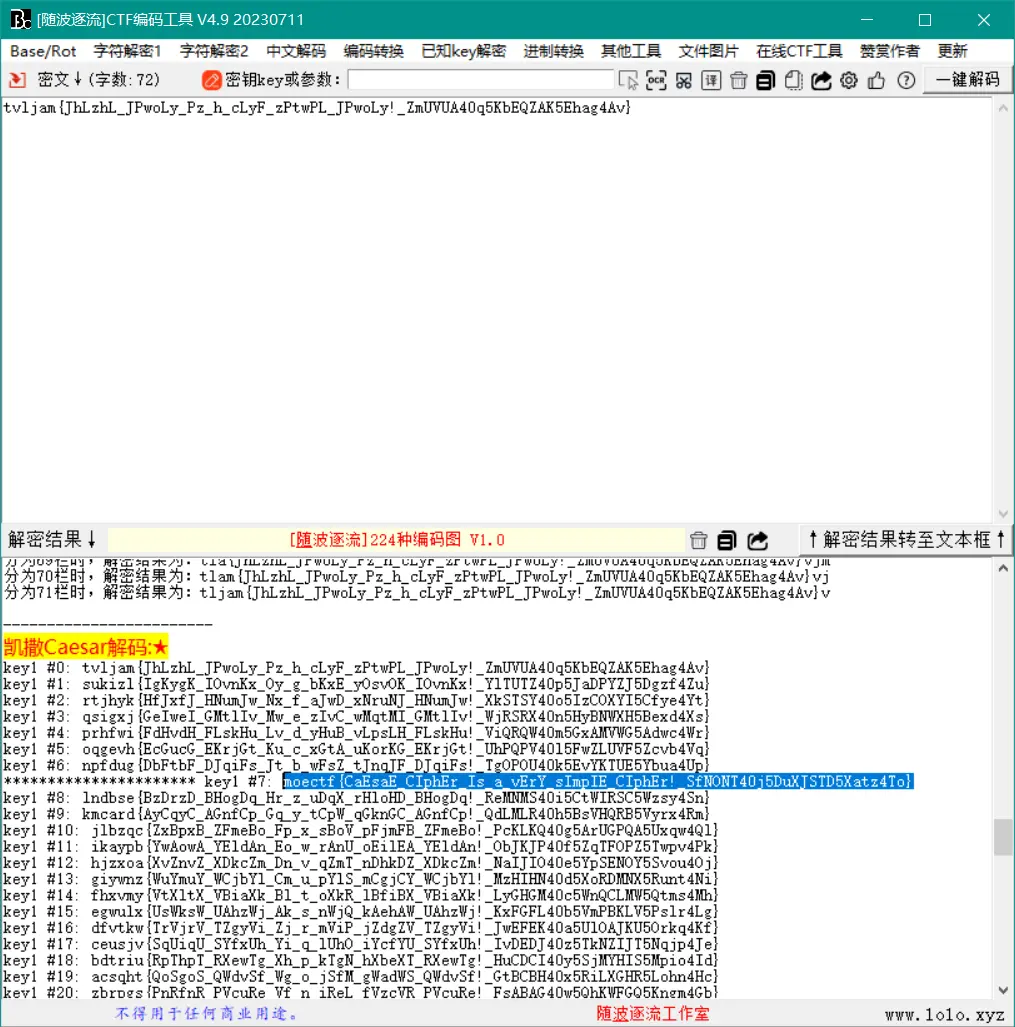 [随波逐流]CTF编码工具 V4.9 20230711
Base/Rot 字符解密1 字符解密2 中文解码 编码转换 已知key解密 进制转换 其他工具 文件图片 在线CTF工具 赞赏作者 更新
密文↓(字数:72) 密钥key或参数: OCR 译 一键解码
tvljam{JhLzhL_JPwoLy_Pz_h_cLyF_zPtwPL_JPwoLy!_ZmUVUA40q5KbEQZAK5Ehag4Av}
解密结果↓ [随波逐流]224种编码图 V1.0 ↑解密结果转至文本框↑
分为70栏时，解密结果为：tlam{JhLzhL_JPwoLy_Pz_h_cLyF_zPtwPL_JPwoLy!_ZmUVUA40q5KbEQZAK5Ehag4Av}vj
分为71栏时，解密结果为：tljam{JhLzhL_JPwoLy_Pz_h_cLyF_zPtwPL_JPwoLy!_ZmUVUA40q5KbEQZAK5Ehag4Av}v
------------------------
凯撒Caesar解码:★
key1 #0: tvljam{JhLzhL_JPwoLy_Pz_h_cLyF_zPtwPL_JPwoLy!_ZmUVUA40q5KbEQZAK5Ehag4Av}
key1 #1: sukizl{IgKygK_IOvnKx_Oy_g_bKxE_yOsvOK_IOvnKx!_YlTUTZ40p5JaDPYZJ5Dgzf4Zu}
key1 #2: rtjhyk{HfJxfJ_HNumJw_Nx_f_aJwD_xNruNJ_HNumJw!_XkSTSY40o5IzCOXYI5Cfye4Yt}
key1 #3: qsigxj{GeIweI_GMtlIv_Mw_e_zIvC_wMqtMI_GMtlIv!_WjRSRX40n5HyBNWXH5Bexd4Xs}
key1 #4: prhfwi{FdHvdH_FLskHu_Lv_d_yHuB_vLpsLH_FLskHu!_ViQRQW40m5GxAMVWG5Adwc4Wr}
key1 #5: oqgevh{EcGucG_EKrjGt_Ku_c_xGtA_uKorKG_EKrjGt!_UhPQPV40l5FwZLUVF5Zcvb4Vq}
key1 #6: npfdug{DbFtbF_DJqiFs_Jt_b_wFsZ_tJnqJF_DJqiFs!_TgOPOU40k5EvYKTUE5Ybua4Up}
********************** key1 #7: moectf{CaEsaE_CIphEr_Is_a_vErY_sImpIE_CIphEr!_SfNONT40j5DuXJSTD5Xatz4To}
key1 #8: lndbse{BzDrzD_BHogDq_Hr_z_uDqX_rHloHD_BHogDq!_ReMNMS40i5CtWIRSC5Wzsy4Sn}
key1 #9: kmcard{AyCqyC_AGnfCp_Gq_y_tCpW_qGknGC_AGnfCp!_QdLMLR40h5BsVHQRB5Vyrx4Rm}
key1 #10: jlbzqc{ZxBpxB_ZFmeBo_Fp_x_sBoV_pFjmFB_ZFmeBo!_PcKLKQ40g5ArUGPQA5Uxqw4Ql}
key1 #11: ikaypb{YwAowA_YEldAn_Eo_w_rAnU_oEilEA_YEldAn!_ObJKJP40f5ZqTFOPZ5Twpv4Pk}
key1 #12: hjzxoa{XvZnvZ_XDkcZm_Dn_v_qZmT_nDhkDZ_XDkcZm!_NaIJIO40e5YpSENOY5Svou4Oj}
key1 #13: giywnz{WuYmuY_WCjbYl_Cm_u_pYlS_mCgjCY_WCjbYl!_MzHIHN40d5XoRDMNX5Runt4Ni}
key1 #14: fhxvmy{VtXltX_VBiaXk_Bl_t_oXkR_lBfiBX_VBiaXk!_LyGHGM40c5WnQCLMW5Qtms4Mh}
key1 #15: egwulx{UsWksW_UAhzWj_Ak_s_nWjQ_kAehAW_UAhzWj!_KxFGFL40b5VmPBKLV5Pslr4Lg}
key1 #16: dfvtkw{TrVjrV_TZgyVi_Zj_r_mViP_jZdgZV_TZgyVi!_JwEFEK40a5UlOAJKU5Orkq4Kf}
key1 #17: ceusjv{SqUiqU_SYfxUh_Yi_q_lUhO_iYcfYU_SYfxUh!_IvDEDJ40z5TkNZIJT5Nqjp4Je}
key1 #18: bdtriu{RpThpT_RXewTg_Xh_p_kTgN_hXbeXT_RXewTg!_HuCDCI40y5SjMYHIS5Mpio4Id}
key1 #19: acsqht{QoSgoS_QWdvSf_Wg_o_jSfM_gWadWS_QWdvSf!_GtBCBH40x5RiLXGHR5Lohn4Hc}
key1 #20: zbrpgs{PnRfnR_PVcuRe_Vf_n_iReL_fVzcVR_PVcuRe!_FsABAG40w5QhKWFGQ5Kngm4Gb}
不得用于任何商业用途。 随波逐流工作室 www.1o1o.xyz